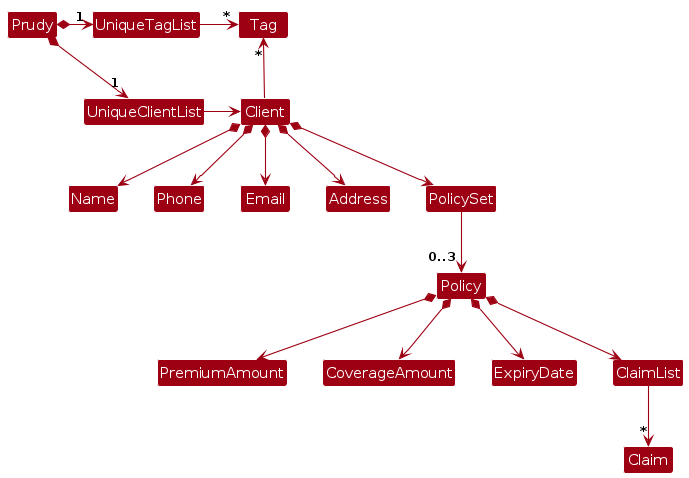 Prudy 1 UniqueTagList * Tag
*
1
UniqueClientList Client
Name Phone Email Address PolicySet
0..3
Policy
PremiumAmount CoverageAmount ExpiryDate ClaimList
*
Claim